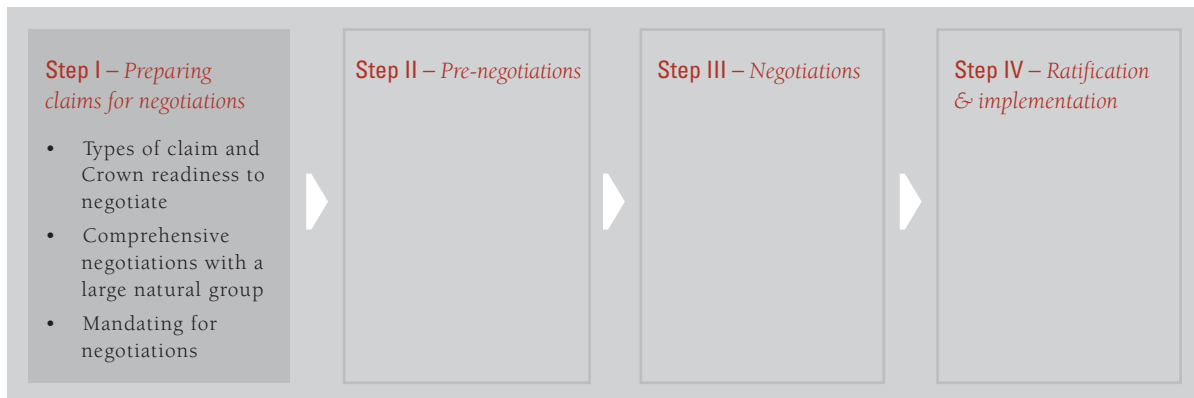 Step I – Preparing
claims for negotiations
• Types of claim and
Crown readiness to
negotiate
• Comprehensive
negotiations with a
large natural group
• Mandating for
negotiations
Step II – Pre-negotiations
Step III – Negotiations
Step IV – Ratification
& implementation